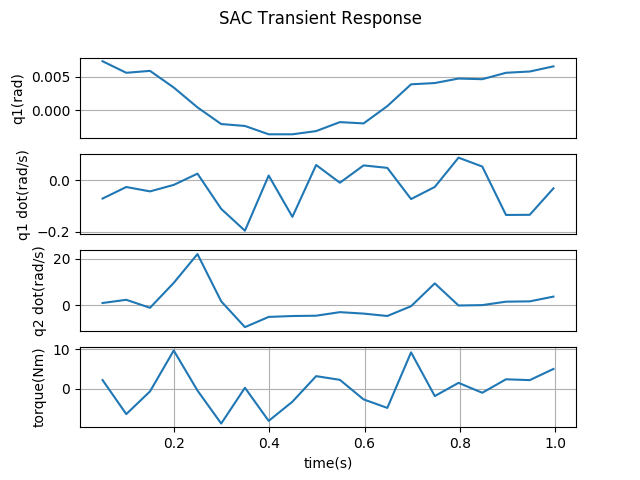 SAC Transient Response
q1(rad)
0.005
0.000
q1 dot(rad/s)
0.0
−0.2
q2 dot(rad/s)
20
0
torque(Nm)
10
0
0.2 0.4 0.6 0.8 1.0
time(s)